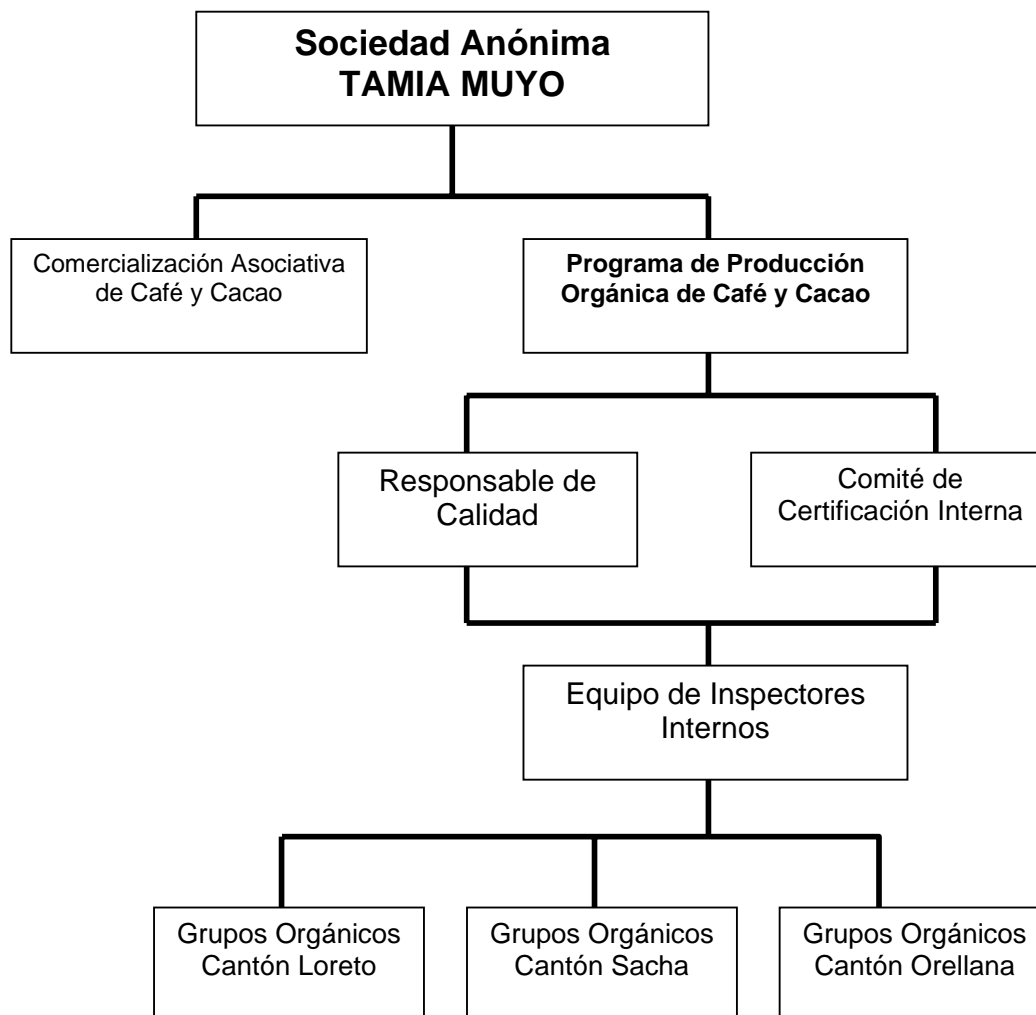 Sociedad Anónima
TAMIA MUYO
Comercialización Asociativa
de Café y Cacao
Programa de Producción
Orgánica de Café y Cacao
Responsable de
Calidad
Comité de
Certificación Interna
Equipo de Inspectores
Internos
Grupos Orgánicos
Cantón Loreto
Grupos Orgánicos
Cantón Sacha
Grupos Orgánicos
Cantón Orellana